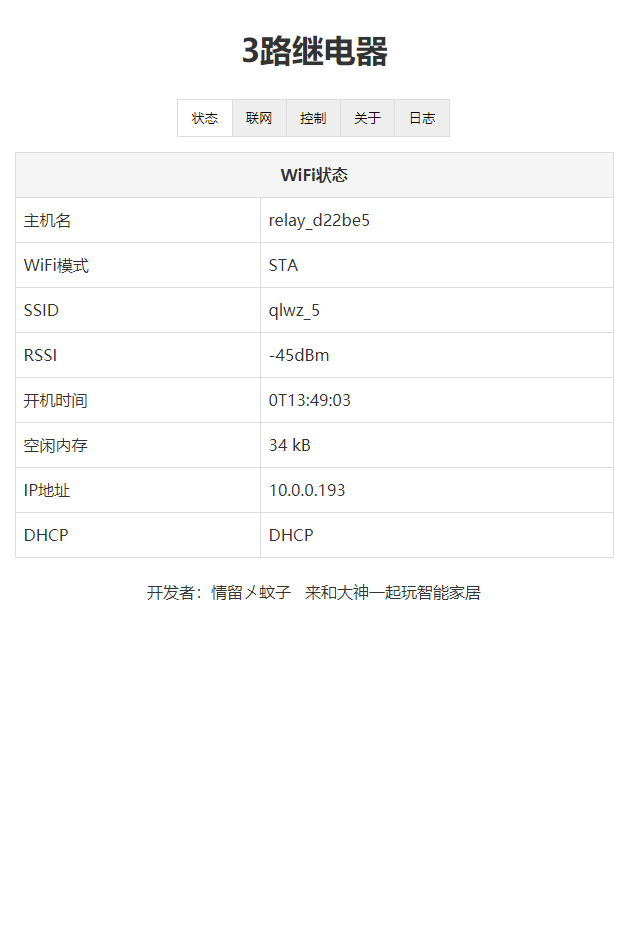 3路继电器
状态 联网 控制 关于 日志
WiFi状态
主机名 relay_d22be5
WiFi模式 STA
SSID qlwz_5
RSSI -45dBm
开机时间 0T13:49:03
空闲内存 34 kB
IP地址 10.0.0.193
DHCP DHCP
开发者：情留メ蚊子 来和大神一起玩智能家居